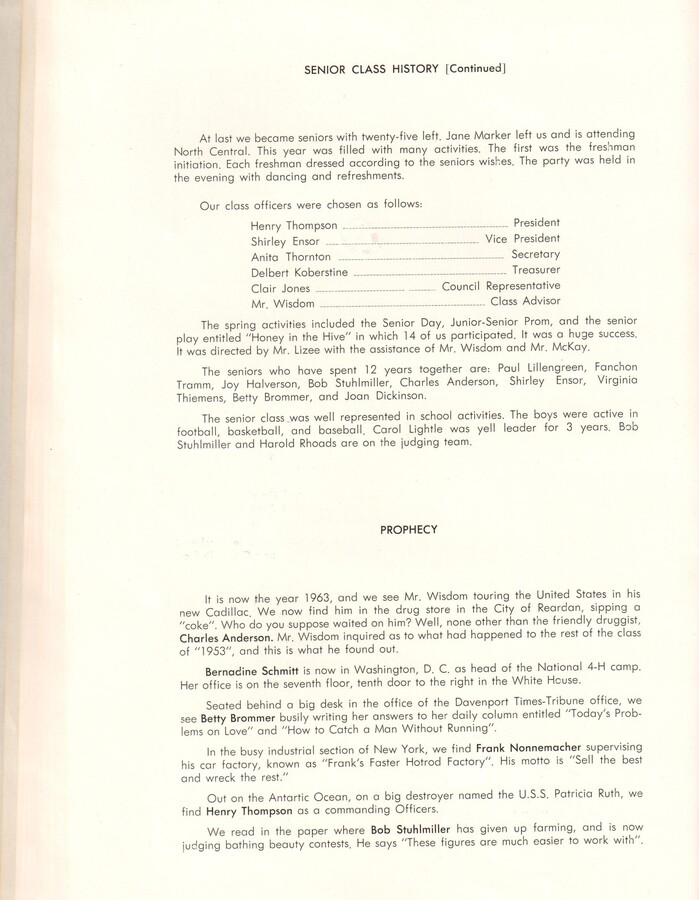 SENIOR CLASS HISTORY [Continued]
At last we became seniors with twenty-five left. Jane Marker left us and is attending
North Central. This year was filled with many activities. The first was the freshman
initiation. Each freshman dressed according to the seniors wishes. The party was held in
the evening with dancing and refreshments.
Our class officers were chosen as follows:
Henry Thompson ---------- President
Shirley Ensor ---------- Vice President
Anita Thornton ---------- Secretary
Delbert Koberstine ---------- Treasurer
Clair Jones ---------- Council Representative
Mr. Wisdom ---------- Class Advisor
The spring activities included the Senior Day, Junior-Senior Prom, and the senior
play entitled "Honey in the Hive" in which 14 of us participated. It was a huge success.
It was directed by Mr. Lizee with the assistance of Mr. Wisdom and Mr. McKay.
The seniors who have spent 12 years together are: Paul Lillengreen, Fanchon
Tramm, Joy Halverson, Bob Stuhlmiller, Charles Anderson, Shirley Ensor, Virginia
Thiemens, Betty Brommer, and Joan Dickinson.
The senior class was well represented in school activities. The boys were active in
football, basketball, and baseball. Carol Lightle was yell leader for 3 years. Bob
Stuhlmiller and Harold Rhoads are on the judging team.
PROPHECY
It is now the year 1963, and we see Mr. Wisdom touring the United States in his
new Cadillac. We now find him in the drug store in the City of Reardan, sipping a
"coke". Who do you suppose waited on him? Well, none other than the friendly druggist,
Charles Anderson. Mr. Wisdom inquired as to what had happened to the rest of the class
of "1953", and this is what he found out.
Bernadine Schmitt is now in Washington, D. C. as head of the National 4-H camp.
Her office is on the seventh floor, tenth door to the right in the White House.
Seated behind a big desk in the office of the Davenport Times-Tribune office, we
see Betty Brommer busily writing her answers to her daily column entitled "Today's Prob-
lems on Love" and "How to Catch a Man Without Running".
In the busy industrial section of New York, we find Frank Nonnemacher supervising
his car factory, known as "Frank's Faster Hotrod Factory". His motto is "Sell the best
and wreck the rest."
Out on the Antartic Ocean, on a big destroyer named the U.S.S. Patricia Ruth, we
find Henry Thompson as a commanding Officers.
We read in the paper where Bob Stuhlmiller has given up farming, and is now
judging bathing beauty contests. He says "These figures are much easier to work with".